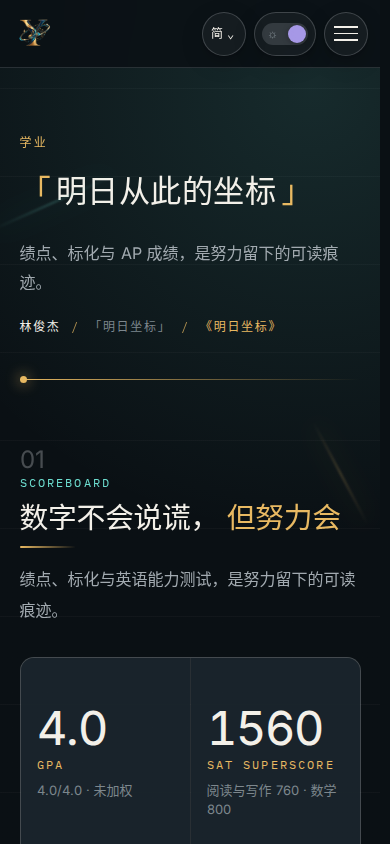 简
学业
「明日从此的坐标」
绩点、标化与 AP 成绩，是努力留下的可读痕
迹。
林俊杰 / 「明日坐标」 / 《明日坐标》
01
SCOREBOARD
数字不会说谎， 但努力会
绩点、标化与英语能力测试，是努力留下的可读
痕迹。
4.0
GPA
4.0/4.0 · 未加权
1560
SAT SUPERSCORE
阅读与写作 760 · 数学
800